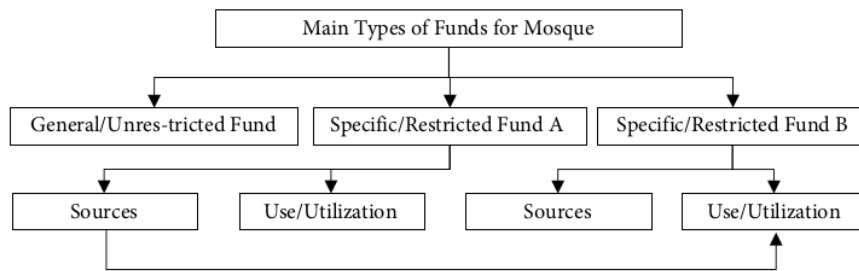 Main Types of Funds for Mosque
General/Unres-tricted Fund
Specific/Restricted Fund A
Specific/Restricted Fund B
Sources
Use/Utilization
Sources
Use/Utilization